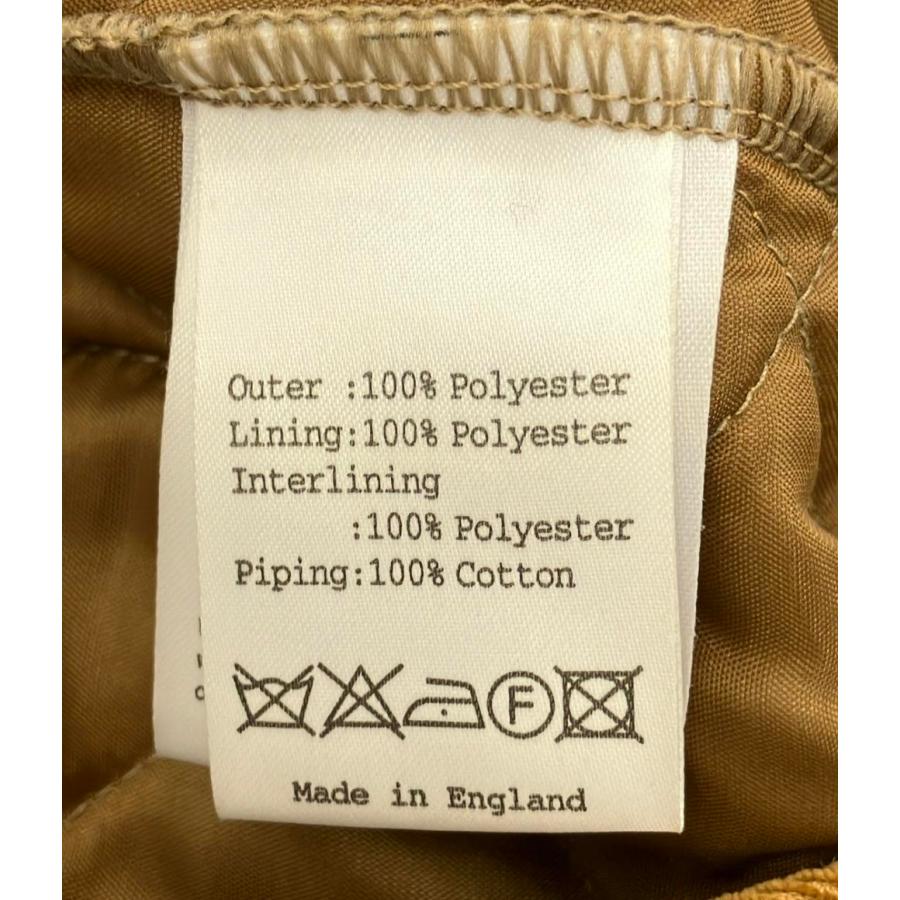 Outer :100% Polyester
Lining:100% Polyester
Interlining
:100% Polyester
Piping:100% Cotton
F
Made in England